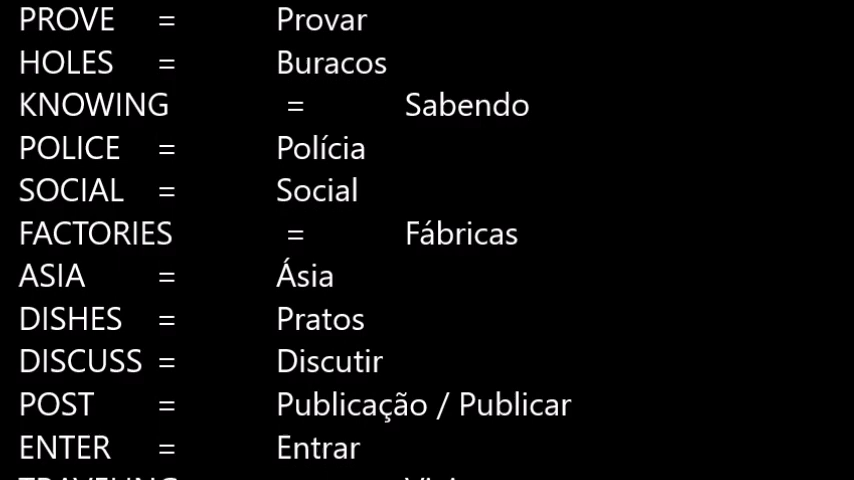 PROVE = Provar
HOLES = Buracos
KNOWING = Sabendo
POLICE = Polícia
SOCIAL = Social
FACTORIES = Fábricas
ASIA = Ásia
DISHES = Pratos
DISCUSS = Discutir
POST = Publicação / Publicar
ENTER = Entrar